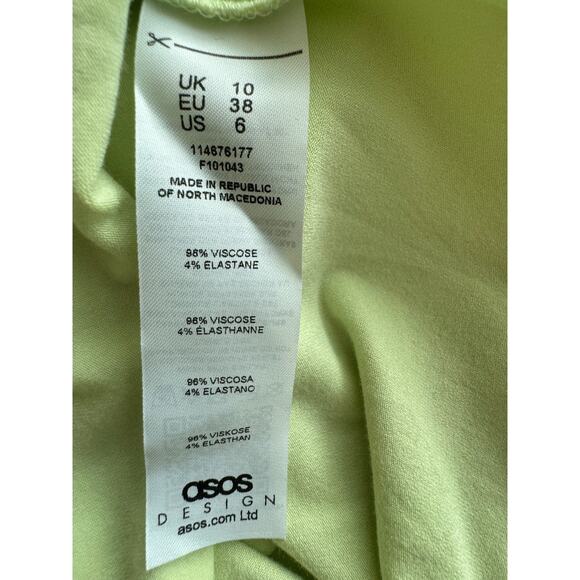 UK 10
EU 38
US 6
114676177
F101043
MADE IN REPUBLIC
OF NORTH MACEDONIA
96% VISCOSE
4% ELASTANE
96% VISCOSE
4% ÉLASTHANNE
96% VISCOSA
4% ELASTANO
96% VISKOSE
4% ELASTHAN
asos
DESIGN
asos.com Ltd